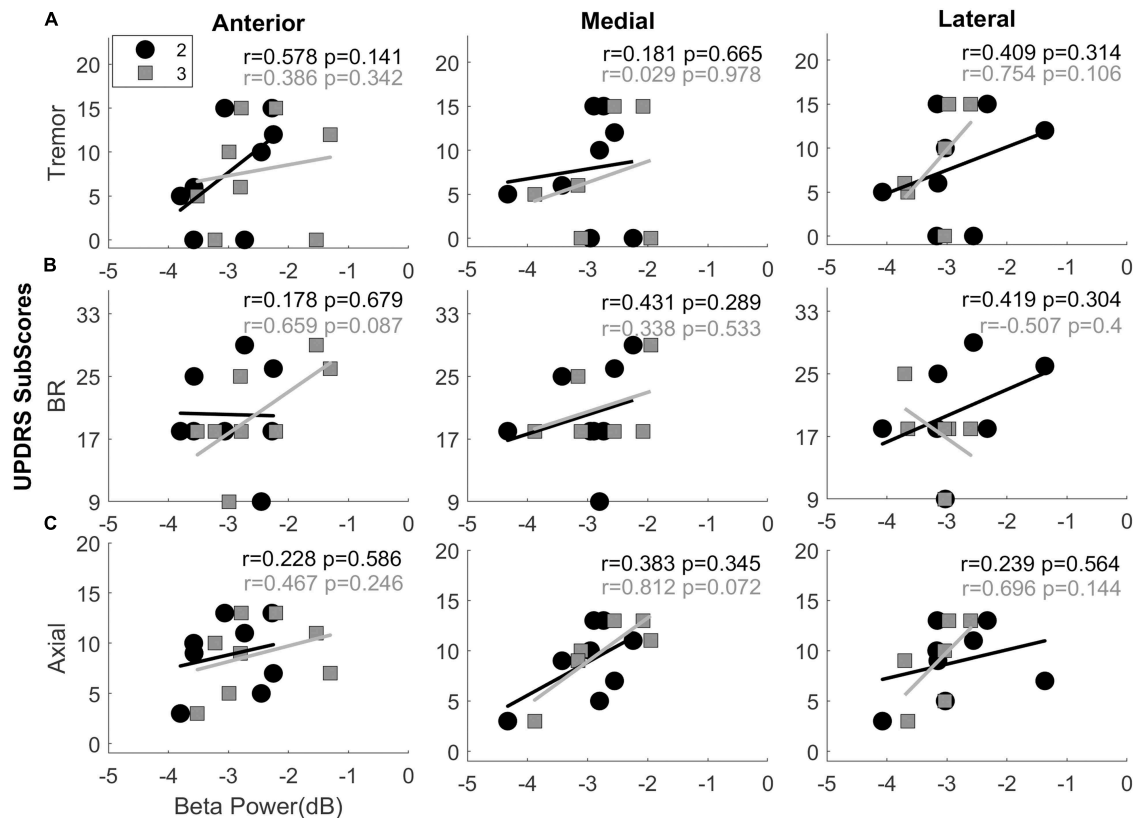 A
Anterior
Medial
Lateral
2
3
r=0.578 p=0.141
r=0.386 p=0.342
r=0.181 p=0.665
r=0.029 p=0.978
r=0.409 p=0.314
r=0.754 p=0.106
Tremor
20
15
10
5
0
20
15
10
5
0
20
15
10
5
0
-5 -4 -3 -2 -1 0
-5 -4 -3 -2 -1 0
-5 -4 -3 -2 -1 0
B
UPDRS SubScores
BR
r=0.178 p=0.679
r=0.659 p=0.087
r=0.431 p=0.289
r=0.338 p=0.533
r=0.419 p=0.304
r=-0.507 p=0.4
33
25
17
9
33
25
17
9
33
25
17
9
-5 -4 -3 -2 -1 0
-5 -4 -3 -2 -1 0
-5 -4 -3 -2 -1 0
C
Axial
r=0.228 p=0.586
r=0.467 p=0.246
r=0.383 p=0.345
r=0.812 p=0.072
r=0.239 p=0.564
r=0.696 p=0.144
20
15
10
5
0
20
15
10
5
0
20
15
10
5
0
-5 -4 -3 -2 -1 0
-5 -4 -3 -2 -1 0
-5 -4 -3 -2 -1 0
Beta Power(dB)